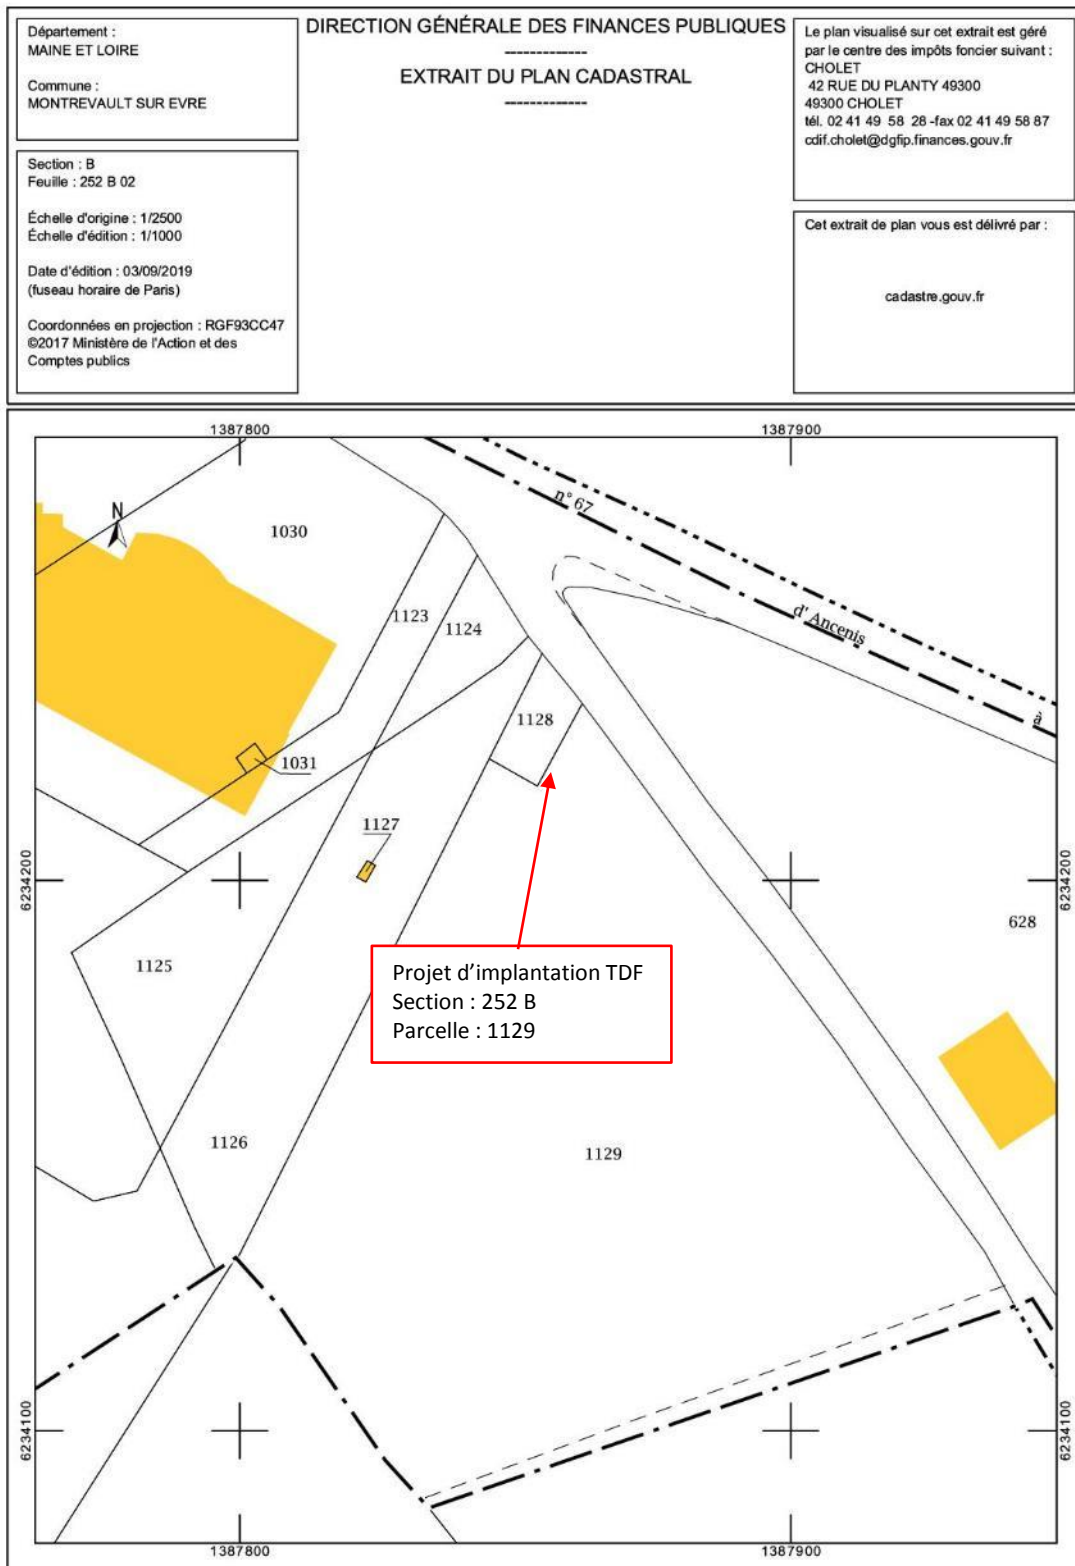 Département :
MAINE ET LOIRE
Commune :
MONTREVAULT SUR EVRE
Section : B
Feuille : 252 B 02
Échelle d'origine : 1/2500
Échelle d'édition : 1/1000
Date d'édition : 03/09/2019
(fuseau horaire de Paris)
Coordonnées en projection : RGF93CC47
©2017 Ministère de l'Action et des
Comptes publics
DIRECTION GÉNÉRALE DES FINANCES PUBLIQUES
-------------
EXTRAIT DU PLAN CADASTRAL
-------------
Le plan visualisé sur cet extrait est géré
par le centre des impôts foncier suivant :
CHOLET
42 RUE DU PLANTY 49300
49300 CHOLET
tél. 02 41 49 58 28 -fax 02 41 49 58 87
cdif.cholet@dgfip.finances.gouv.fr
Cet extrait de plan vous est délivré par :
cadastre.gouv.fr
1387800
1387900
n° 67
N
1030
1123
1124
d' Ancenis
1128
à
1031
1127
6234200
6234200
628
1125
Projet d'implantation TDF
Section : 252 B
Parcelle : 1129
1126
1129
6234100
6234100
1387800
1387900